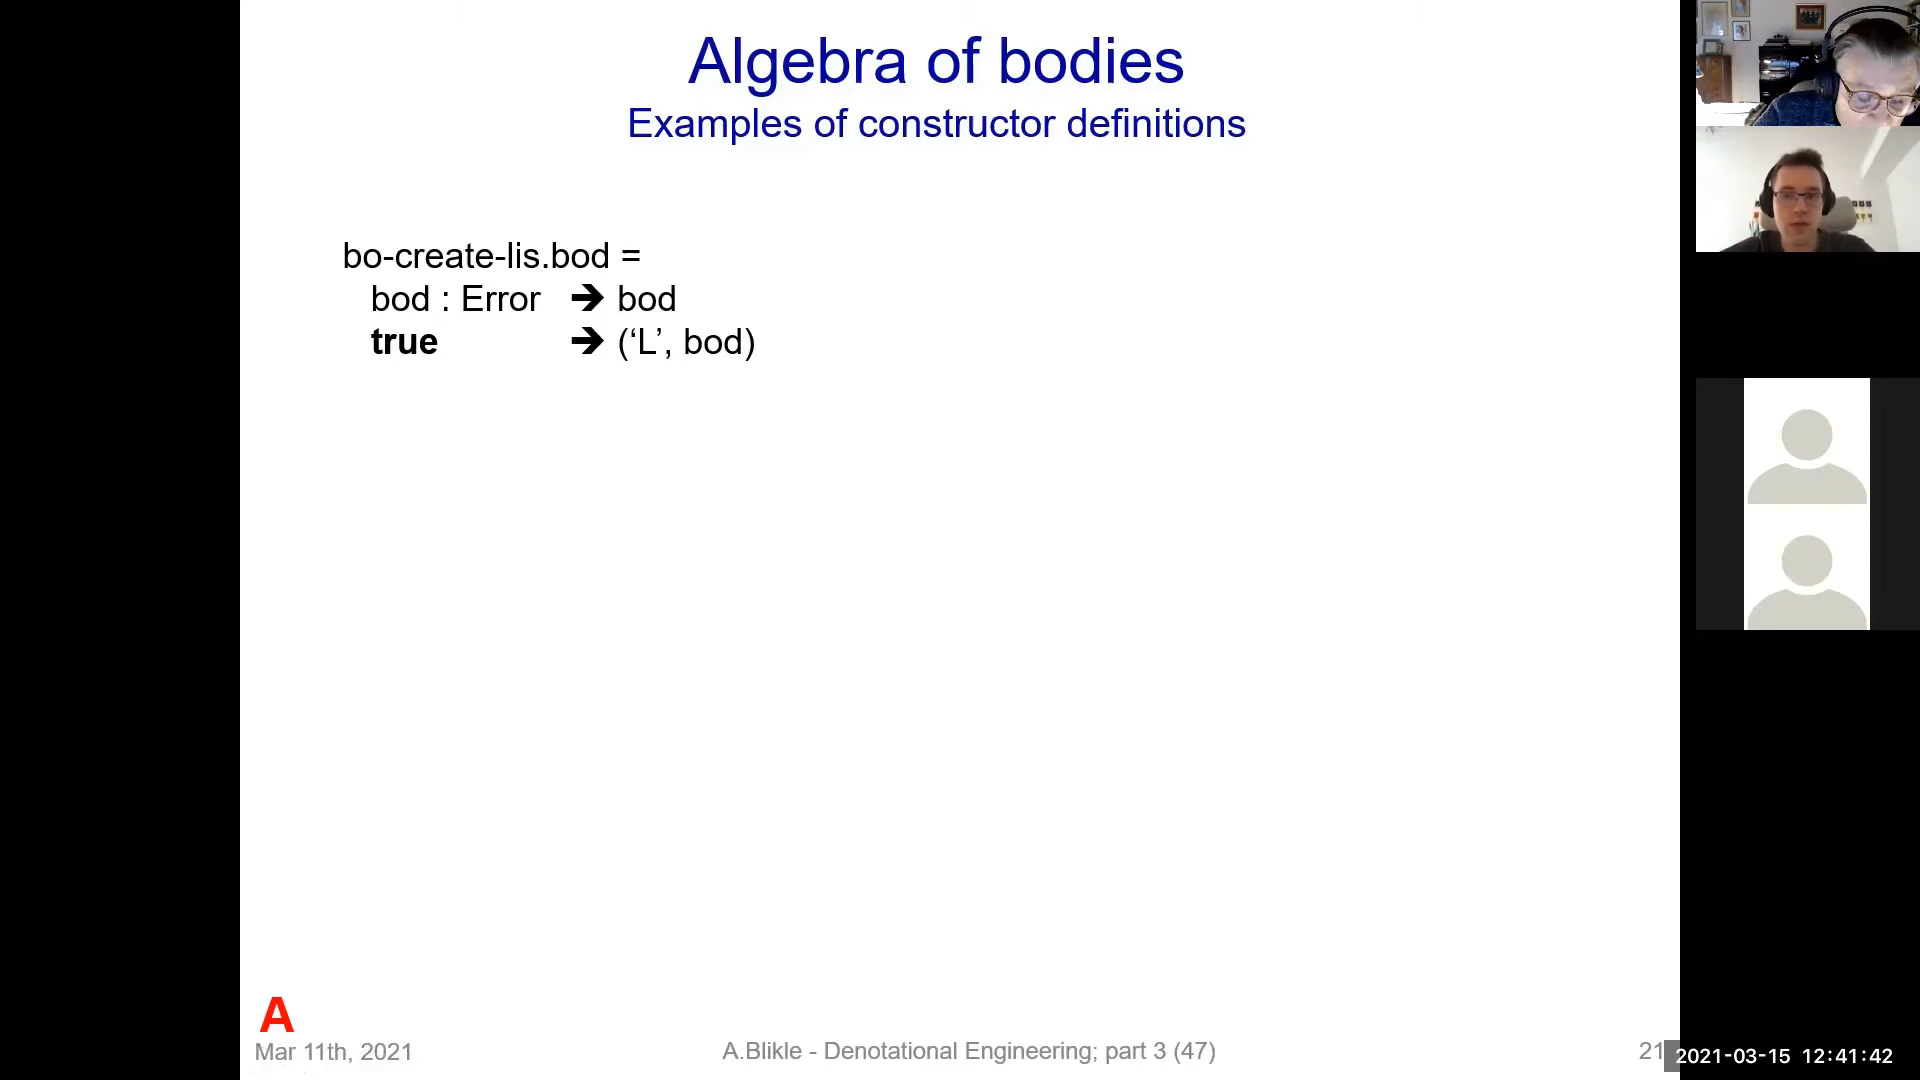 Algebra of bodies
Examples of constructor definitions
bo-create-lis.bod =
bod : Error ➔ bod
true ➔ (‘L’, bod)
A
Mar 11th, 2021
A.Blikle - Denotational Engineering; part 3 (47)
21
2021-03-15 12:41:42